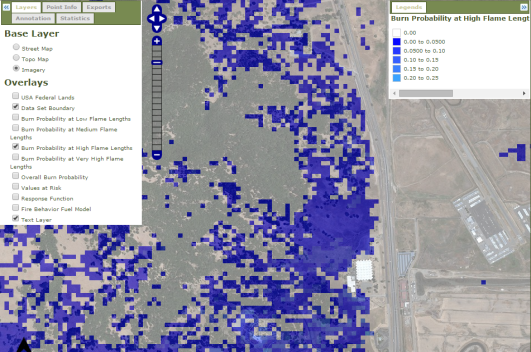 Layers
Point Info
Exports
Annotation
Statistics
Base Layer
Street Map
Topo Map
Imagery
Overlays
USA Federal Lands
Data Set Boundary
Burn Probability at Low Flame Lengths
Burn Probability at Medium Flame
Lengths
Burn Probability at High Flame Lengths
Burn Probability at Very High Flame
Lengths
Overall Burn Probability
Values at Risk
Response Function
Fire Behavior Fuel Model
Text Layer
Legends
Burn Probability at High Flame Lengt
0.00
0.00 to 0.0500
0.0500 to 0.10
0.10 to 0.15
0.15 to 0.20
0.20 to 0.25